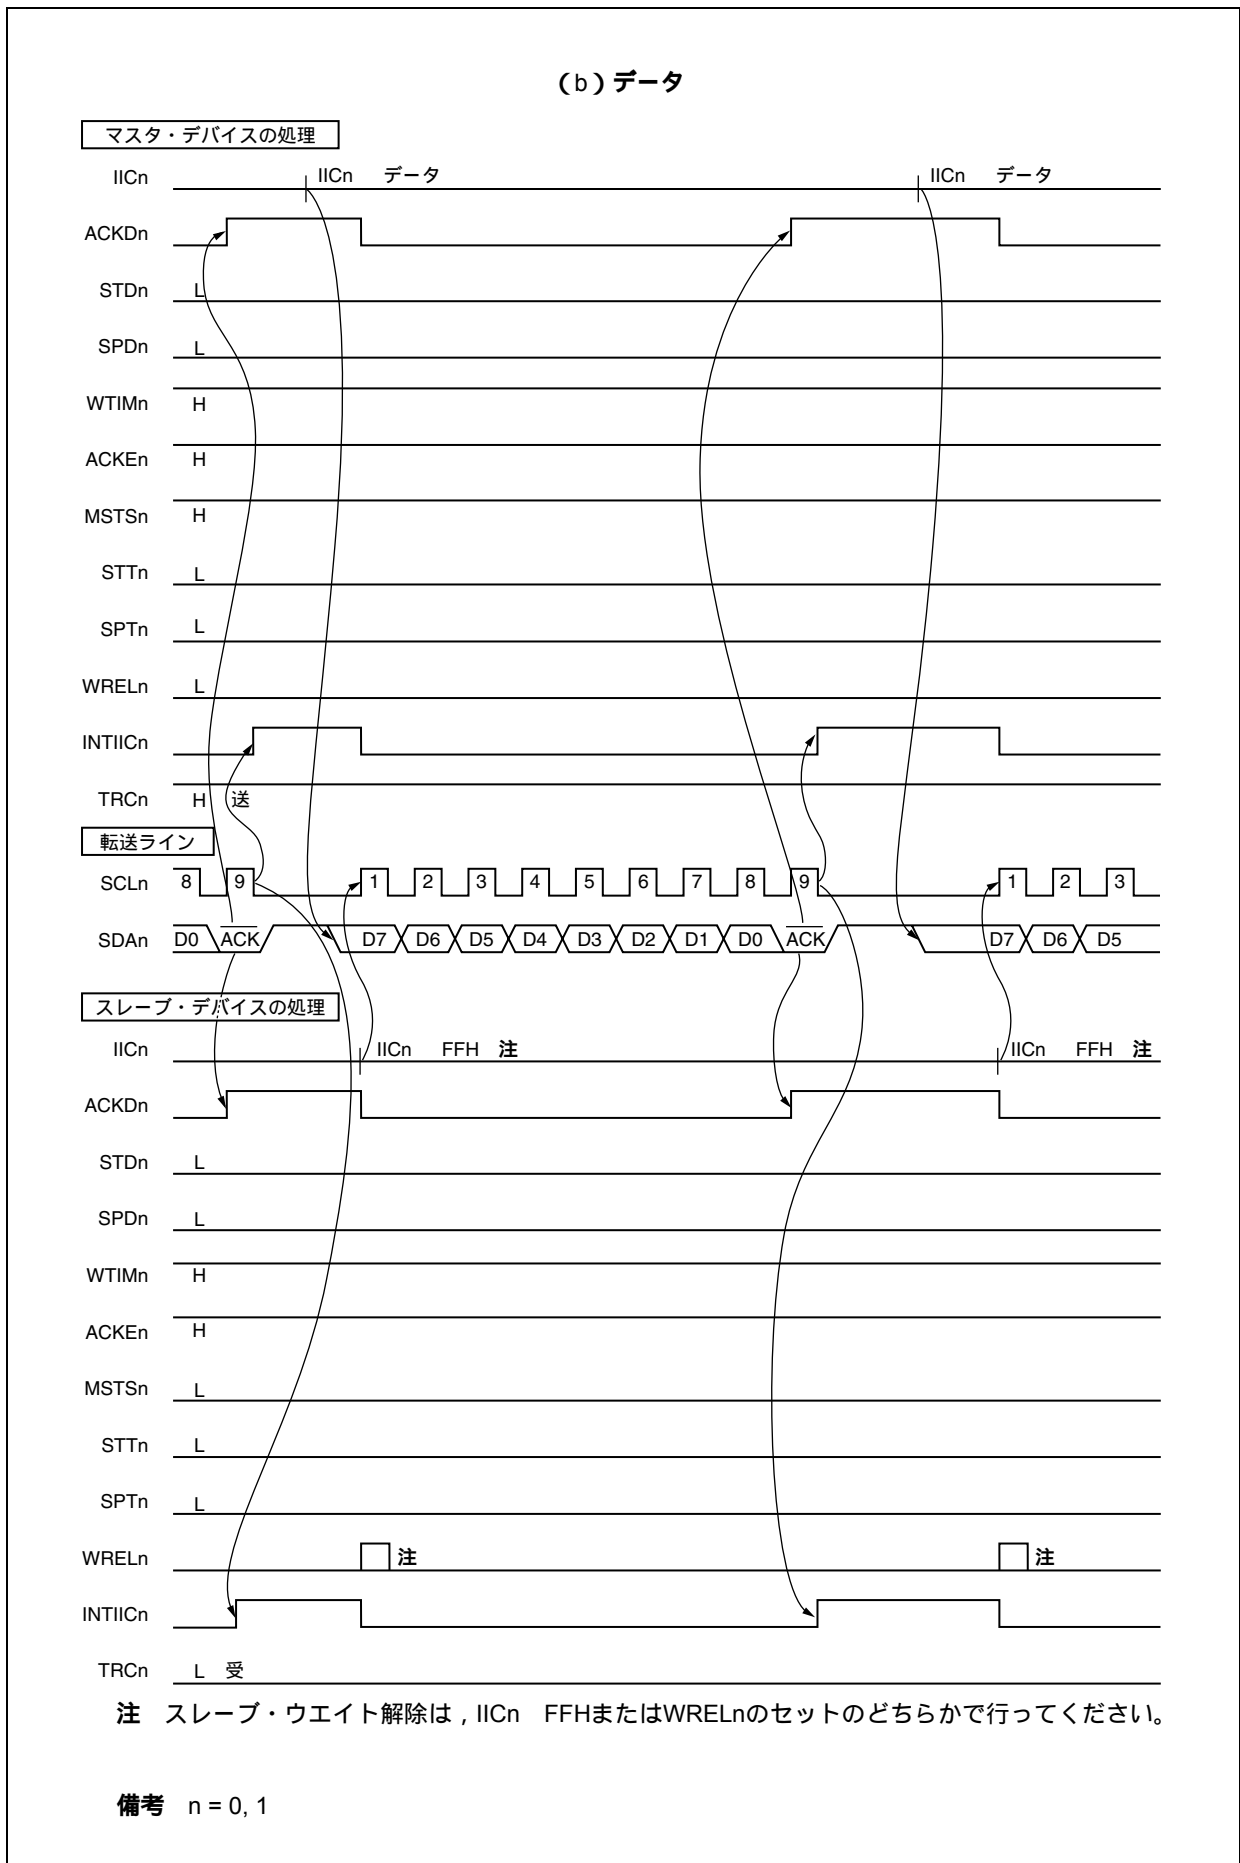 (b)データ
マスタ・デバイスの処理
IICn IICn データ IICn データ
ACKDn
STDn L
SPDn L
WTIMn H
ACKEn H
MSTSn H
STTn L
SPTn L
WRELn L
INTIICn
TRCn H 送
転送ライン
SCLn 8 9 1 2 3 4 5 6 7 8 9 1 2 3
SDAn D0 ACK D7 D6 D5 D4 D3 D2 D1 D0 ACK D7 D6 D5
スレーブ・デバイスの処理
IICn IICn FFH 注 IICn FFH 注
ACKDn
STDn L
SPDn L
WTIMn H
ACKEn H
MSTSn L
STTn L
SPTn L
WRELn 注 注
INTIICn
TRCn L 受
注 スレーブ・ウエイト解除は,IICn FFHまたはWRELnのセットのどちらかで行ってください。
備考 n = 0, 1